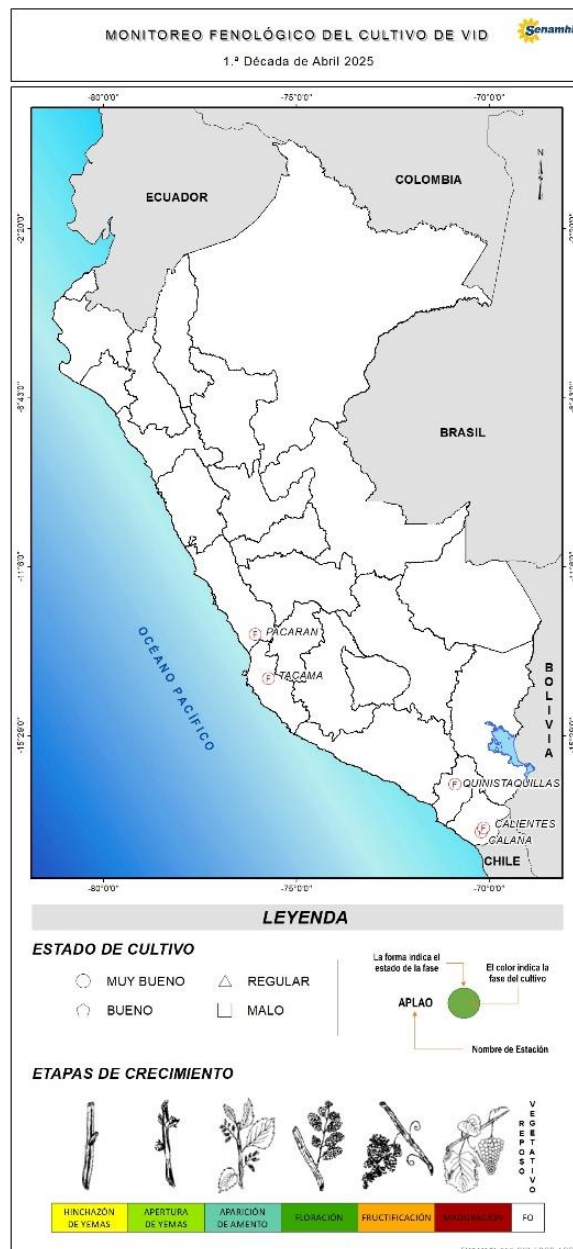 MONITOREO FENOLÓGICO DEL CULTIVO DE VID
Senamhi
1.ª Década de Abril 2025
-80°0'0" -75°0'0" -70°0'0"
N
COLOMBIA
ECUADOR
BRASIL
BOLIVIA
CHILE
OCÉANO PACÍFICO
F PACARAN
F TACAMA
F QUINISTAQUILLAS
F CALIENTES
CALANA
-80°0'0" -75°0'0" -70°0'0"
LEYENDA
ESTADO DE CULTIVO
MUY BUENO
REGULAR
BUENO
MALO
La forma indica el
estado de la fase
El color indica la
fase del cultivo
APLAO
Nombre de Estación
ETAPAS DE CRECIMIENTO
REPOSO
VEGETATIVO
HINCHAZÓN
DE YEMAS
APERTURA
DE YEMAS
APARICIÓN
DE AMENTO
FLORACIÓN
FRUCTIFICACIÓN
MADURACIÓN
FO